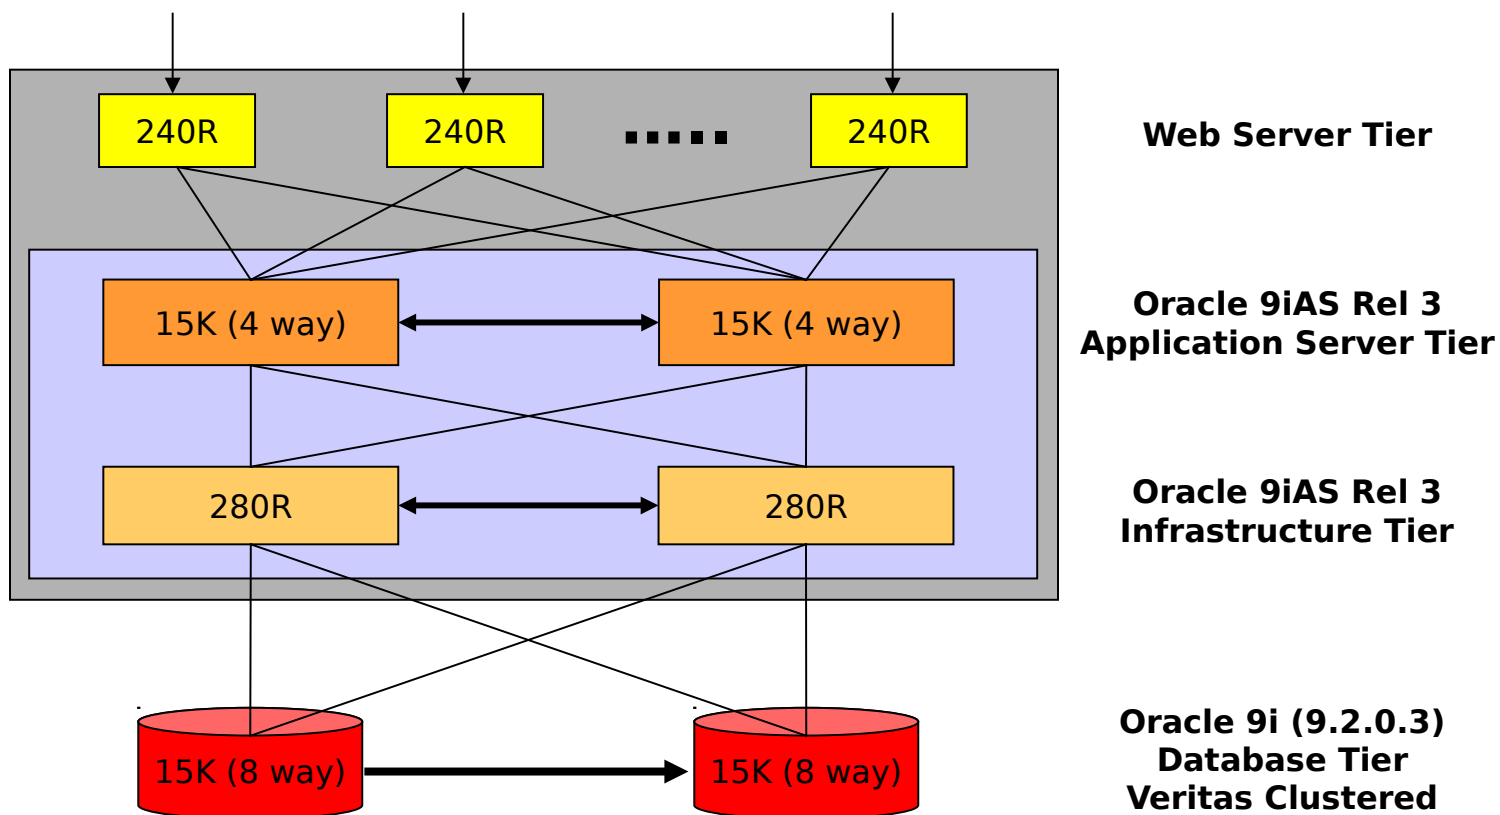 240R
240R
240R
Web Server Tier
15K (4 way)
15K (4 way)
Oracle 9iAS Rel 3
Application Server Tier
280R
280R
Oracle 9iAS Rel 3
Infrastructure Tier
15K (8 way)
15K (8 way)
Oracle 9i (9.2.0.3)
Database Tier
Veritas Clustered